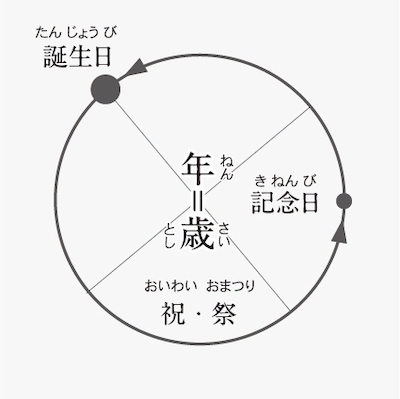 たんじょうび
誕生日
年 ねん
=
歳 とし さい
きねんび
記念日
おいわい おまつり
祝・祭